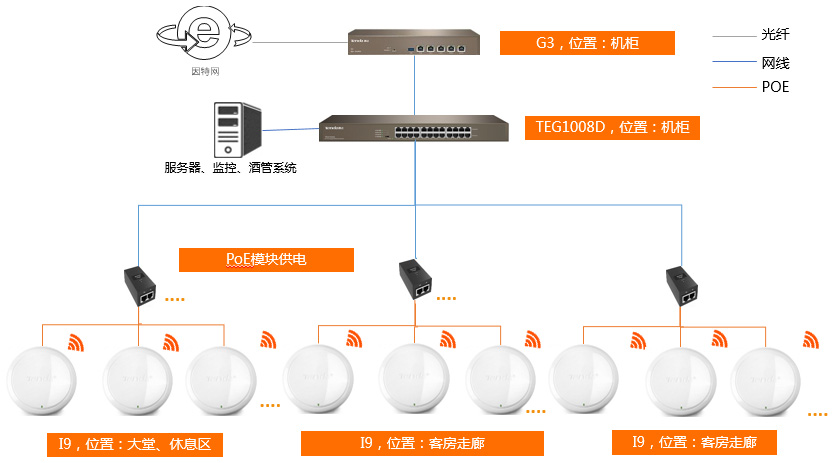 因特网
G3，位置：机柜
光纤
网线
POE
TEG1008D，位置：机柜
服务器、监控、酒管系统
PoE模块供电
I9，位置：大堂、休息区
I9，位置：客房走廊
I9，位置：客房走廊